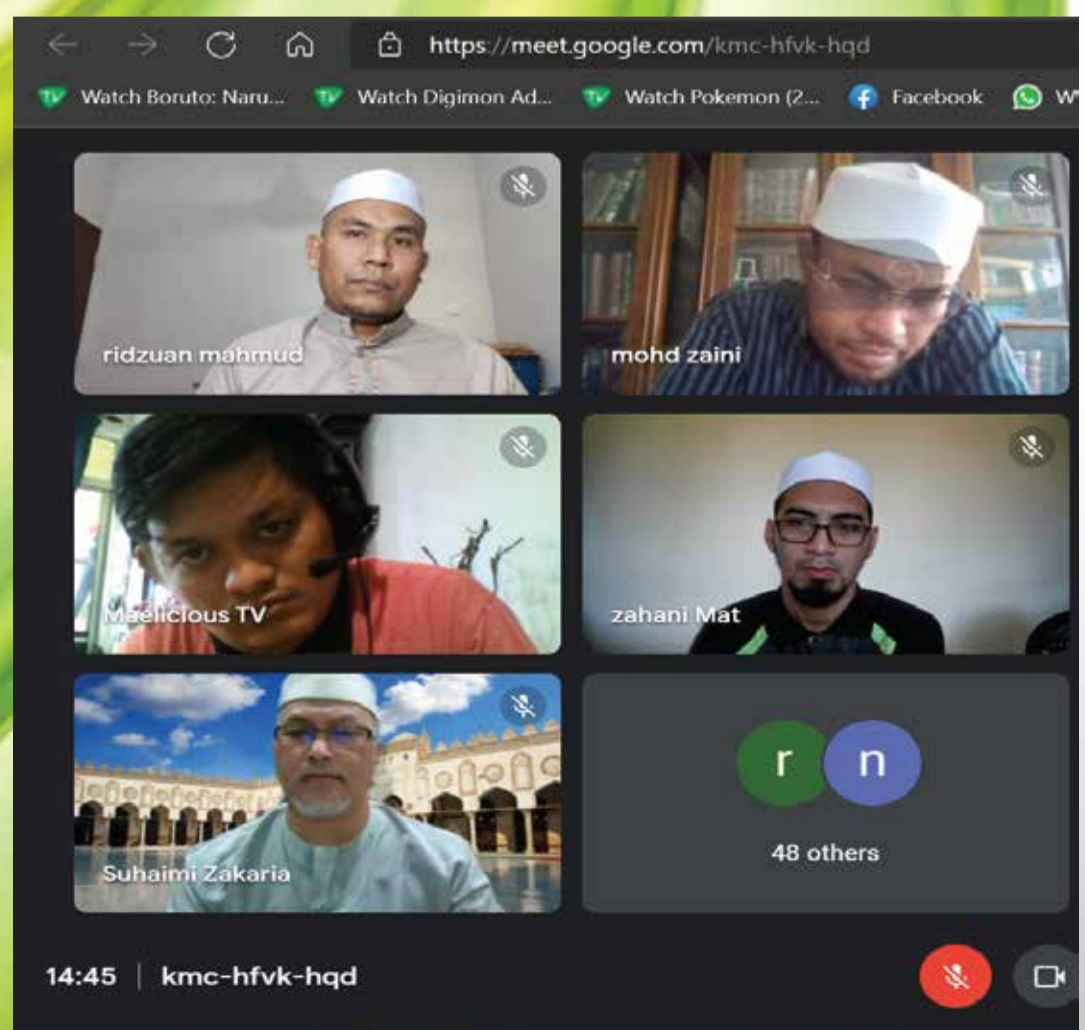 https://meet.google.com/kmc-hfvk-hqd
Watch Boruto: Naru... Watch Digimon Ad... Watch Pokemon (2... Facebook W
ridzuan mahmud
mohd zaini
Maelicious TV
zahani Mat
Suhaimi Zakaria
r n
48 others
14:45 | kmc-hfvk-hqd